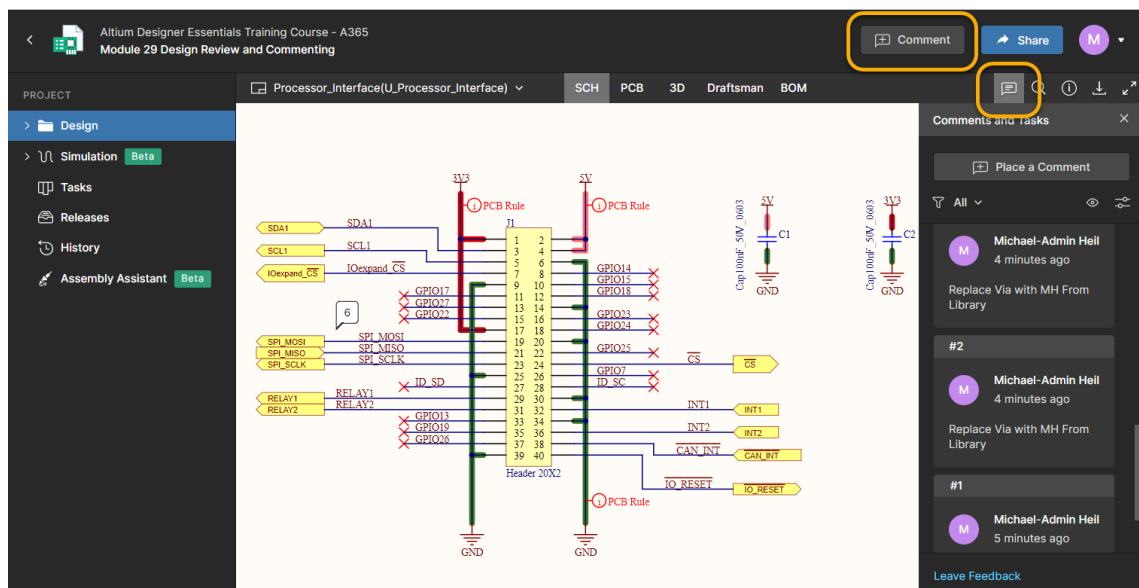 Altium Designer Essentials Training Course - A365
Module 29 Design Review and Commenting
Comment
Share
M
PROJECT
Design
Simulation Beta
Tasks
Releases
History
Assembly Assistant Beta
Processor_Interface(U_Processor_Interface)
SCH PCB 3D Draftsman BOM
3V3 5V
PCB Rule PCB Rule
J1
SDA1 SDA1
SCL1 SCL1
IOexpand_CS IOexpand_CS
GPIO17
GPIO27
GPIO22
6
SPI_MOSI SPI_MOSI
SPI_MISO SPI_MISO
SPI_SCLK SPI_SCLK
ID_SD
RELAY1 RELAY1
RELAY2 RELAY2
GPIO13
GPIO19
GPIO26
1 2
3 4
5 6
7 8
9 10
11 12
13 14
15 16
17 18
19 20
21 22
23 24
25 26
27 28
29 30
31 32
33 34
35 36
37 38
39 40
Header 20X2
GPIO14
GPIO15
GPIO18
GPIO23
GPIO24
GPIO25
CS CS
GPIO7
ID_SC
INT1 INT1
INT2 INT2
CAN_INT CAN_INT
IO_RESET IO_RESET
PCB Rule
GND GND
5V
C1
Cap100nF_50V_0603
GND
3V3
C2
Cap100nF_50V_0603
GND
Comments and Tasks
Place a Comment
All
M
Michael-Admin Heil
4 minutes ago
Replace Via with MH From
Library
#2
M
Michael-Admin Heil
4 minutes ago
Replace Via with MH From
Library
#1
M
Michael-Admin Heil
5 minutes ago
Leave Feedback